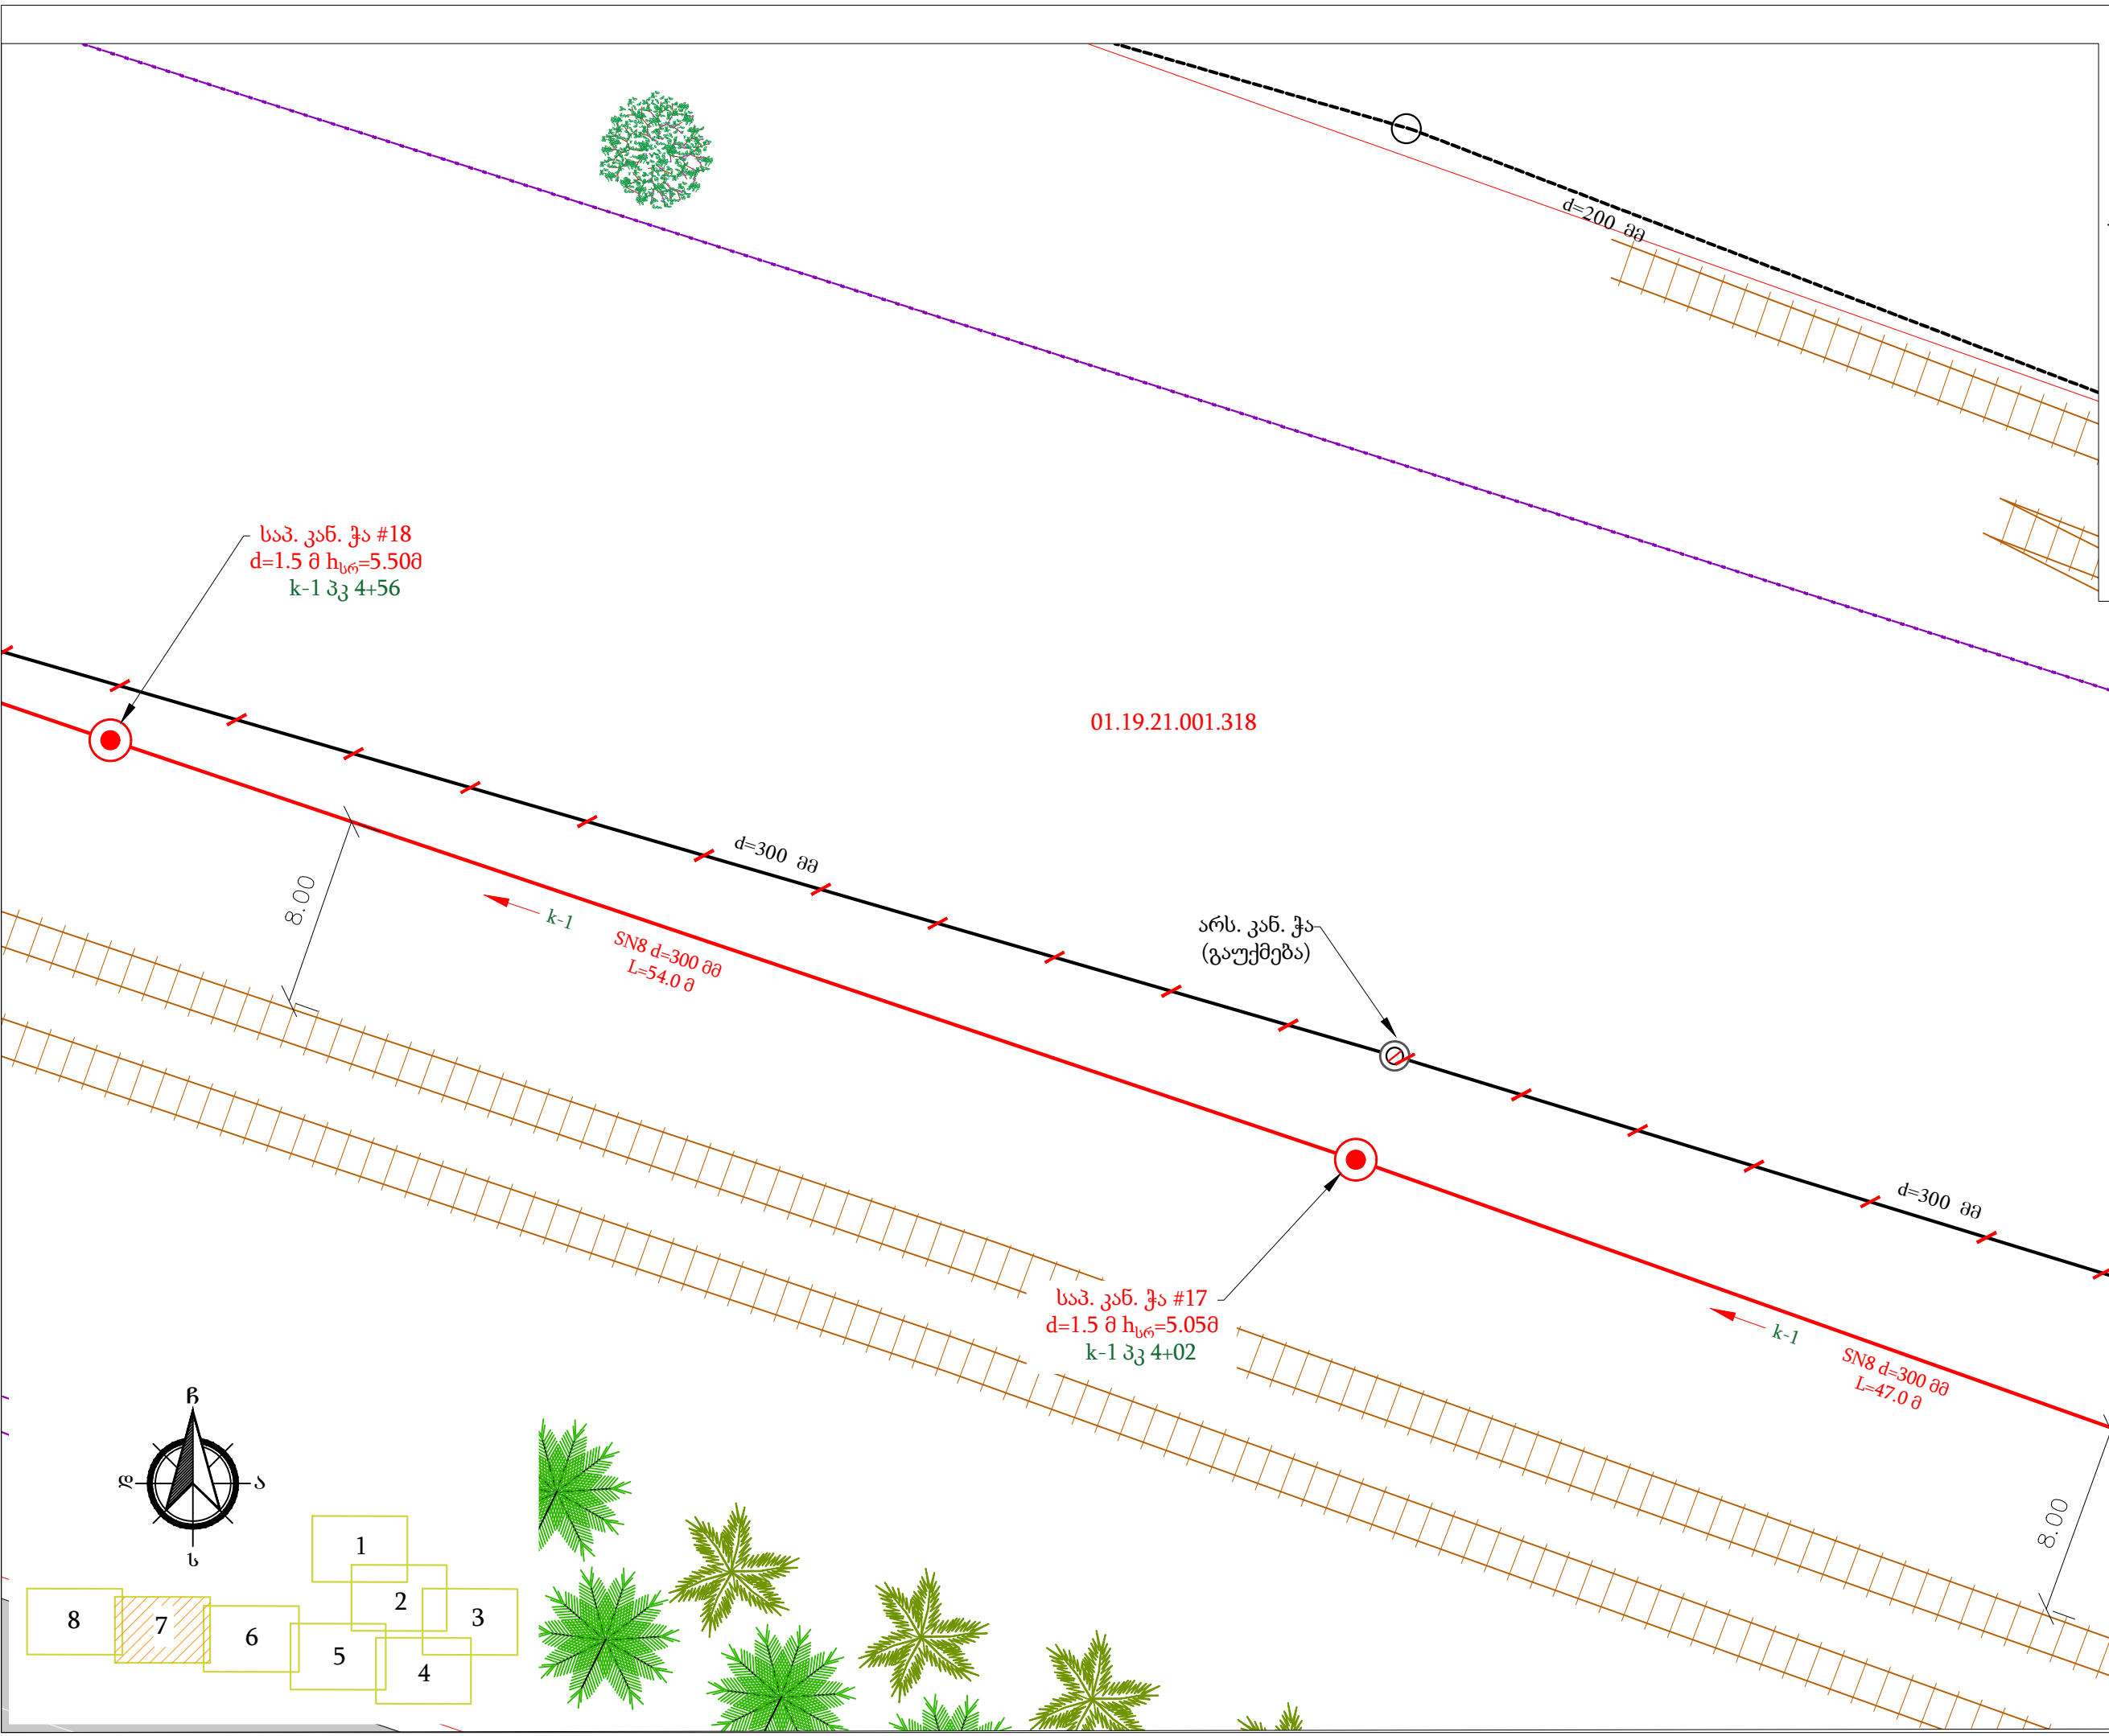 d=200 მმ
საპ. კან. ჭა #18
d=1.5 მ hსრ=5.50მ
k-1 პკ 4+56
01.19.21.001.318
d=300 მმ
8.00
k-1
SN8 d=300 მმ
L=54.0 მ
არს. კან. ჭა
(გაუქმება)
d=300 მმ
საპ. კან. ჭა #17
d=1.5 მ hსრ=5.05მ
k-1 პკ 4+02
k-1
SN8 d=300 მმ
L=47.0 მ
8.00
ჩ
დ
ა
ს
1
2
3
8
7
6
5
4